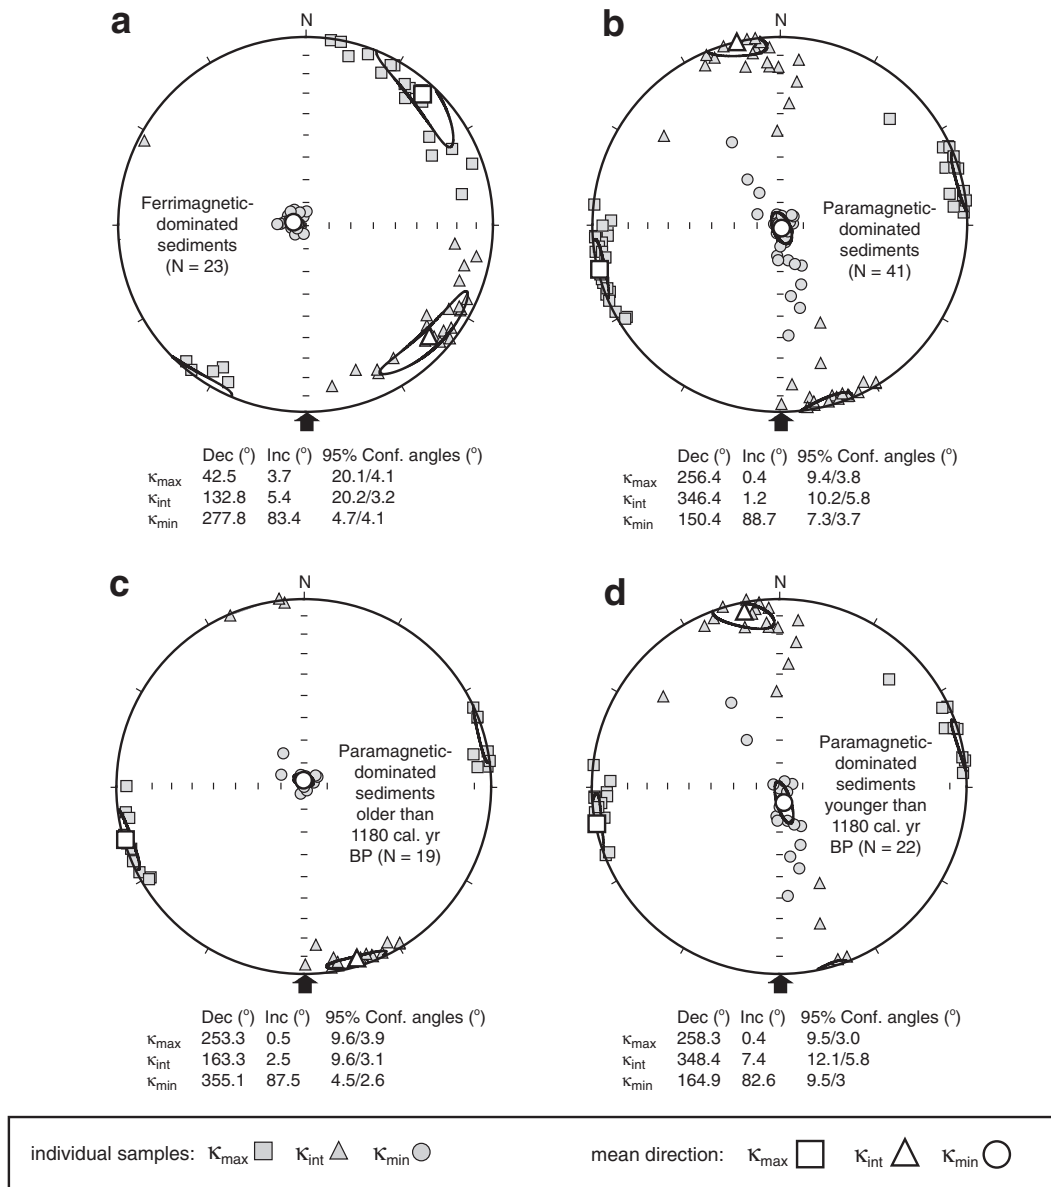 a
N
Ferrimagnetic-
dominated
sediments
(N = 23)
Dec (°) Inc (°) 95% Conf. angles (°)
κmax 42.5 3.7 20.1/4.1
κint 132.8 5.4 20.2/3.2
κmin 277.8 83.4 4.7/4.1
b
N
Paramagnetic-
dominated
sediments
(N = 41)
Dec (°) Inc (°) 95% Conf. angles (°)
κmax 256.4 0.4 9.4/3.8
κint 346.4 1.2 10.2/5.8
κmin 150.4 88.7 7.3/3.7
c
N
Paramagnetic-
dominated
sediments
older than
1180 cal. yr
BP (N = 19)
Dec (°) Inc (°) 95% Conf. angles (°)
κmax 253.3 0.5 9.6/3.9
κint 163.3 2.5 9.6/3.1
κmin 355.1 87.5 4.5/2.6
d
N
Paramagnetic-
dominated
sediments
younger than
1180 cal. yr
BP (N = 22)
Dec (°) Inc (°) 95% Conf. angles (°)
κmax 258.3 0.4 9.5/3.0
κint 348.4 7.4 12.1/5.8
κmin 164.9 82.6 9.5/3
individual samples: κmax κint κmin
mean direction: κmax κint κmin